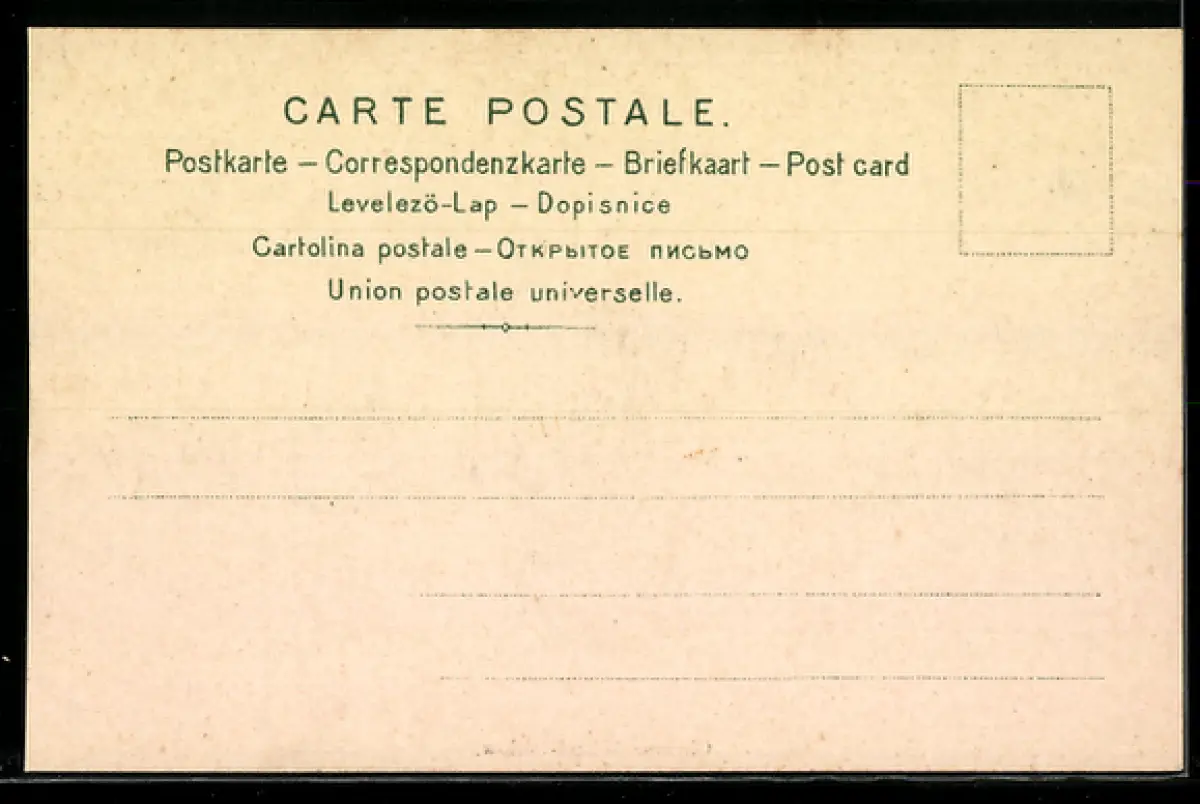 CARTE POSTALE.
Postkarte – Correspondenzkarte – Briefkaart – Post card
Levelezö-Lap – Dopisnice
Cartolina postale – Открытое письмо
Union postale universelle.